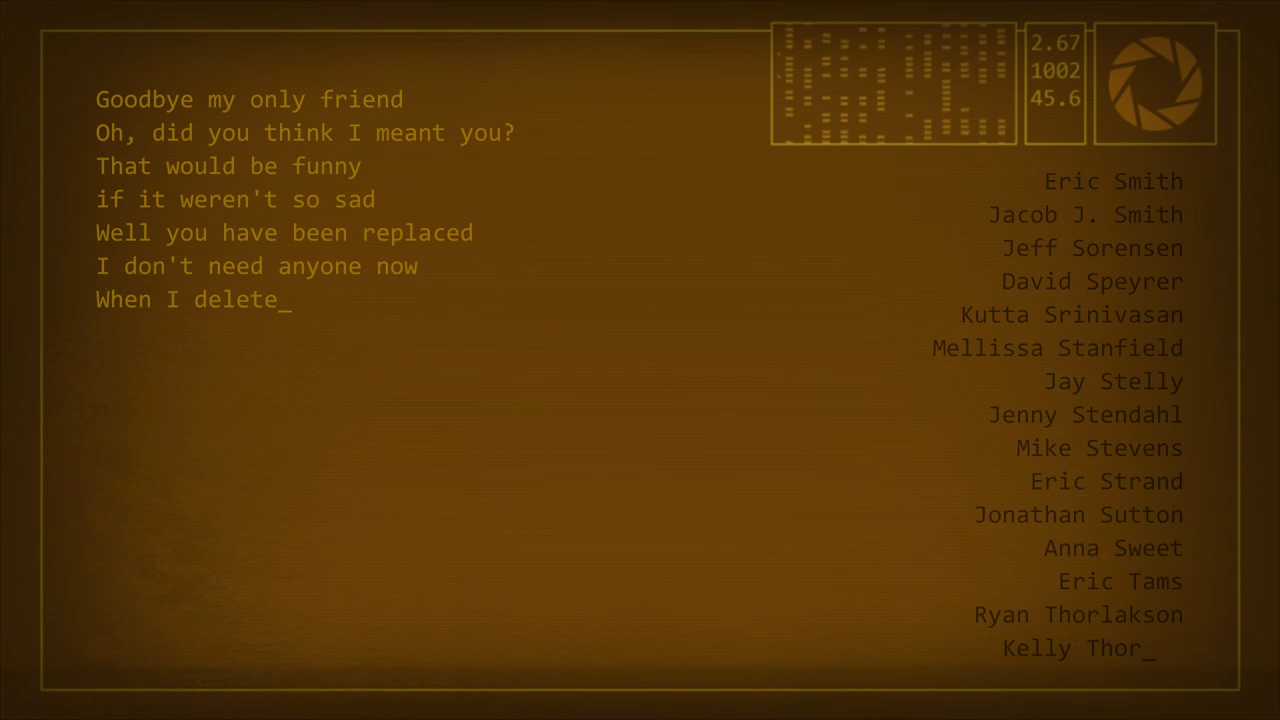 2.67
1002
45.6
Goodbye my only friend
Oh, did you think I meant you?
That would be funny
if it weren't so sad
Well you have been replaced
I don't need anyone now
When I delete_
Eric Smith
Jacob J. Smith
Jeff Sorensen
David Speyrer
Kutta Srinivasan
Mellissa Stanfield
Jay Stelly
Jenny Stendahl
Mike Stevens
Eric Strand
Jonathan Sutton
Anna Sweet
Eric Tams
Ryan Thorlakson
Kelly Thor_